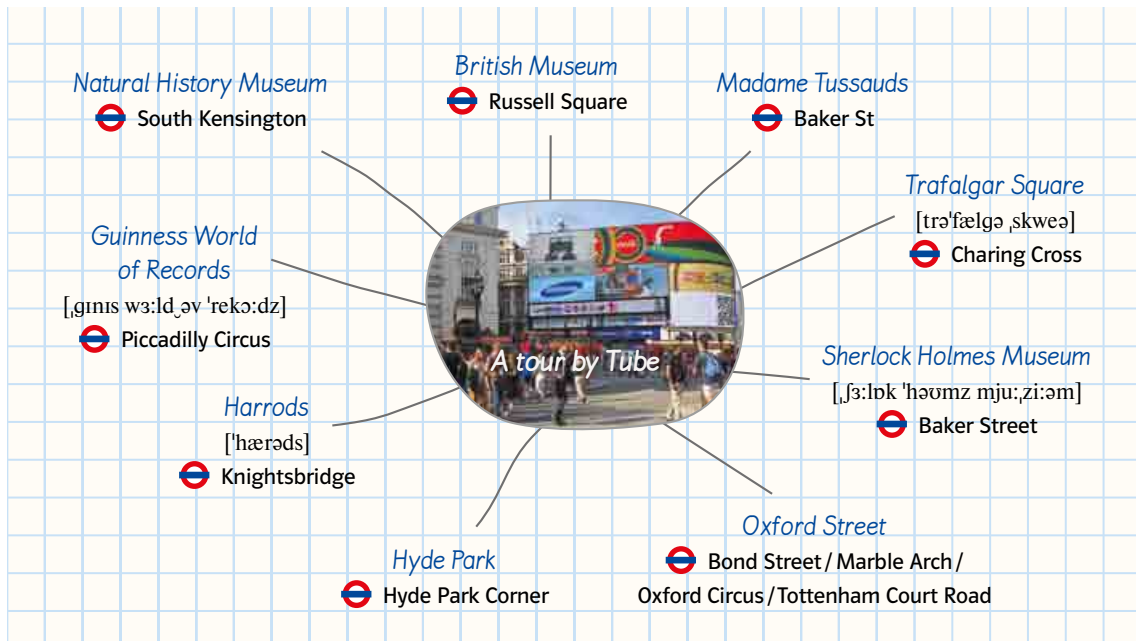 Natural History Museum
South Kensington
British Museum
Russell Square
Madame Tussauds
Baker St
Trafalgar Square
[trəˈfælgə ˌskweə]
Charing Cross
Guinness World
of Records
[ˌgɪnɪs wɜːld‿əv ˈrekɔːdz]
Piccadilly Circus
A tour by Tube
Sherlock Holmes Museum
[ˌʃɜːlɒk ˈhəʊmz mjuːˌziːəm]
Baker Street
Harrods
[ˈhærəds]
Knightsbridge
Hyde Park
Hyde Park Corner
Oxford Street
Bond Street / Marble Arch /
Oxford Circus / Tottenham Court Road